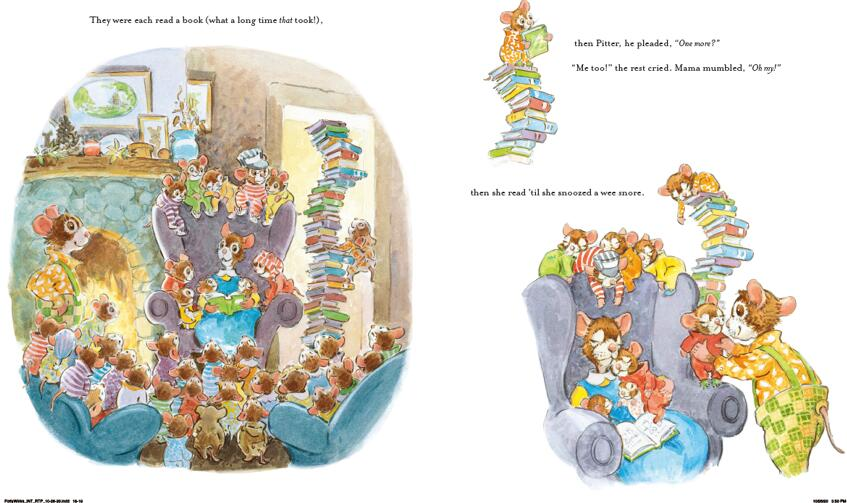 They were each read a book (what a long time that took!),
then Pitter, he pleaded, “One more?”
“Me too!” the rest cried. Mama mumbled, “Oh my!”
then she read ’til she snoozed a wee snore.